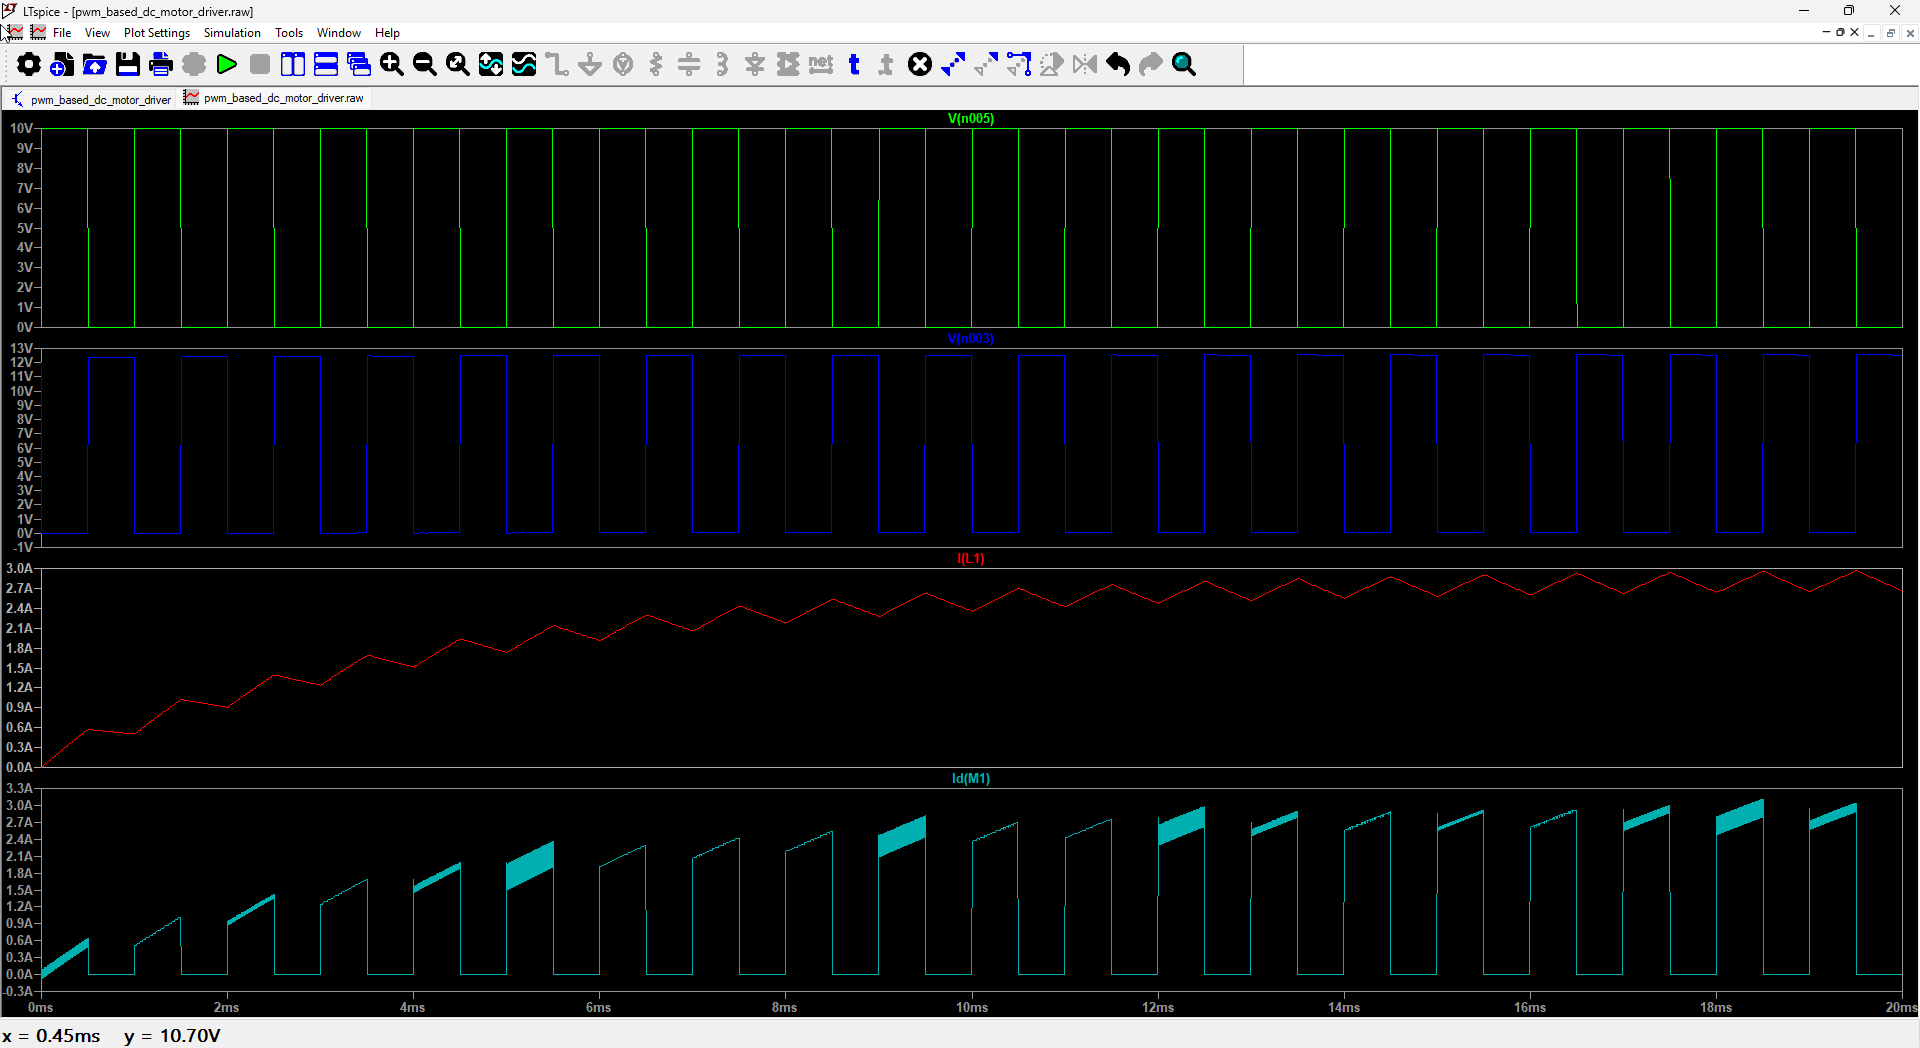 LTspice - [pwm_based_dc_motor_driver.raw]
File View Plot Settings Simulation Tools Window Help
net t t
pwm_based_dc_motor_driver pwm_based_dc_motor_driver.raw
V(n005)
10V
9V
8V
7V
6V
5V
4V
3V
2V
1V
0V
V(n003)
13V
12V
11V
10V
9V
8V
7V
6V
5V
4V
3V
2V
1V
0V
-1V
I(L1)
3.0A
2.7A
2.4A
2.1A
1.8A
1.5A
1.2A
0.9A
0.6A
0.3A
0.0A
Id(M1)
3.3A
3.0A
2.7A
2.4A
2.1A
1.8A
1.5A
1.2A
0.9A
0.6A
0.3A
0.0A
-0.3A
0ms 2ms 4ms 6ms 8ms 10ms 12ms 14ms 16ms 18ms 20ms
x = 0.45ms y = 10.70V